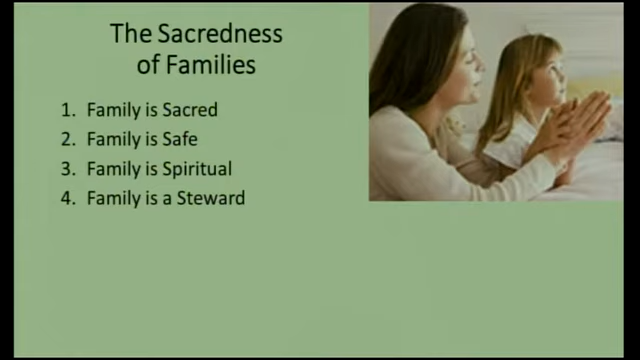 The Sacredness
of Families
1. Family is Sacred
2. Family is Safe
3. Family is Spiritual
4. Family is a Steward